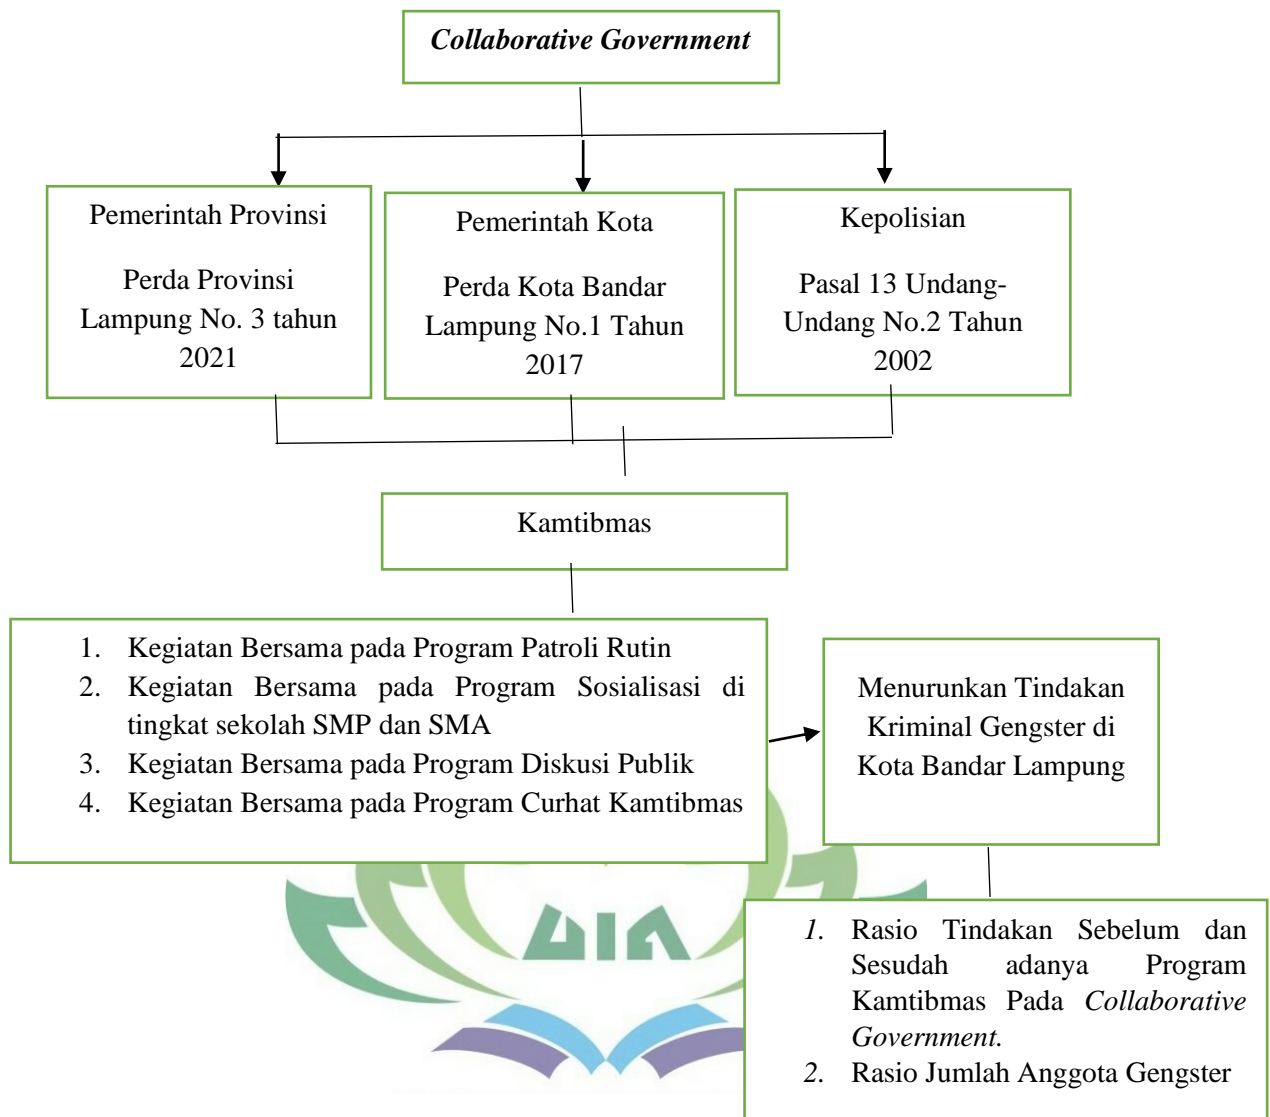 Collaborative Government
Pemerintah Provinsi
Perda Provinsi
Lampung No. 3 tahun
2021
Pemerintah Kota
Perda Kota Bandar
Lampung No.1 Tahun
2017
Kepolisian
Pasal 13 Undang-
Undang No.2 Tahun
2002
Kamtibmas
1. Kegiatan Bersama pada Program Patroli Rutin
2. Kegiatan Bersama pada Program Sosialisasi di
tingkat sekolah SMP dan SMA
3. Kegiatan Bersama pada Program Diskusi Publik
4. Kegiatan Bersama pada Program Curhat Kamtibmas
Menurunkan Tindakan
Kriminal Gengster di
Kota Bandar Lampung
UIN
1. Rasio Tindakan Sebelum dan
Sesudah adanya Program
Kamtibmas Pada Collaborative
Government.
2. Rasio Jumlah Anggota Gengster